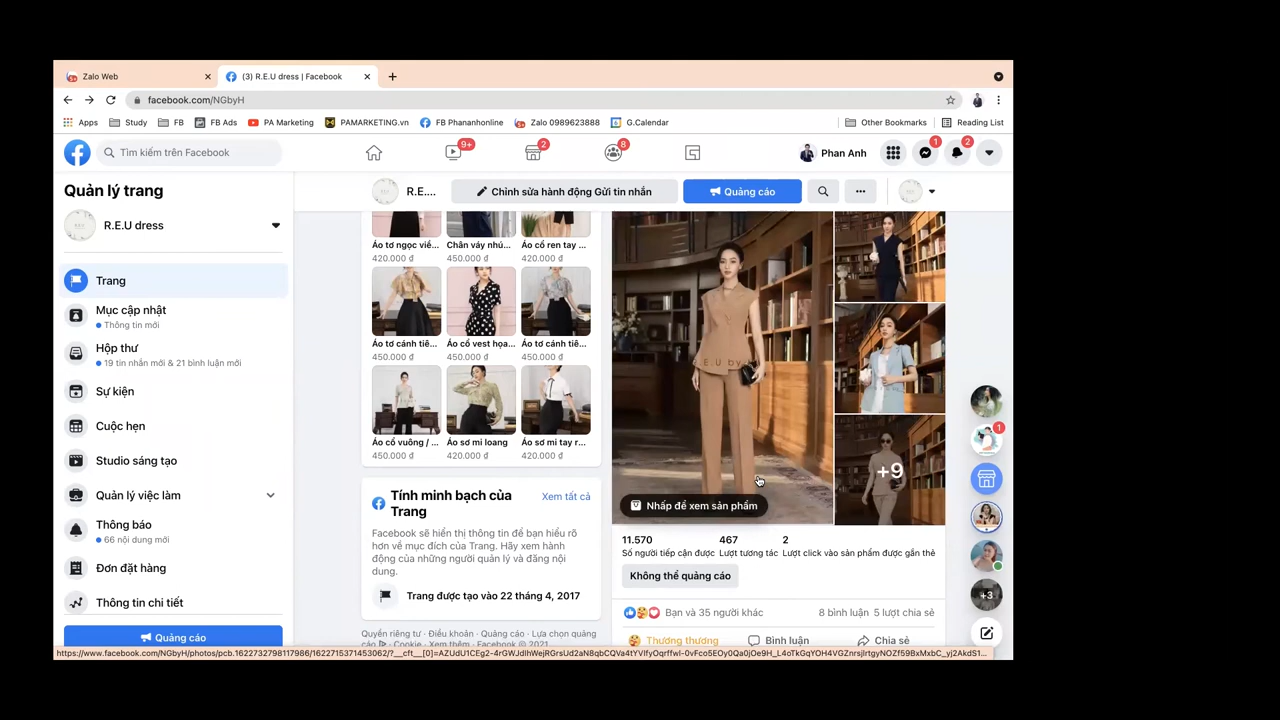 Zalo Web
(3) R.E.U dress | Facebook
facebook.com/NGbyH
Apps Study FB FB Ads PA Marketing PAMARKETING.vn FB Phananhonline Zalo 0989623888 G.Calendar Other Bookmarks Reading List
Tìm kiếm trên Facebook
9+ 2 8
Phan Anh
1 2
Quản lý trang
R.E.U dress
Trang
Mục cập nhật
Thông tin mới
Hộp thư
19 tin nhắn mới & 21 bình luận mới
Sự kiện
Cuộc hẹn
Studio sáng tạo
Quản lý việc làm
Thông báo
66 nội dung mới
Đơn đặt hàng
Thông tin chi tiết
Quảng cáo
R.E....
Chỉnh sửa hành động Gửi tin nhắn
Quảng cáo
Áo tơ ngọc viề... Chân váy nhú... Áo cổ ren tay ...
420.000 ₫ 450.000 ₫ 420.000 ₫
Áo tơ cánh tiê... Áo cổ vest họa... Áo tơ cánh tiê...
450.000 ₫ 450.000 ₫ 450.000 ₫
Áo cổ vuông / ... Áo sơ mi loang Áo sơ mi tay r...
450.000 ₫ 420.000 ₫ 420.000 ₫
Tính minh bạch của
Trang
Xem tất cả
Facebook sẽ hiển thị thông tin để bạn hiểu rõ
hơn về mục đích của Trang. Hãy xem hành
động của những người quản lý và đăng nội
dung.
Trang được tạo vào 22 tháng 4, 2017
Quyền riêng tư · Điều khoản · Quảng cáo · Lựa chọn quảng
cáo · Cookie · Xem thêm · Facebook © 2021
R.E.U by
+9
Nhấp để xem sản phẩm
11.570 467 2
Số người tiếp cận được Lượt tương tác Lượt click vào sản phẩm được gắn thẻ
Không thể quảng cáo
Bạn và 35 người khác
8 bình luận 5 lượt chia sẻ
Thương thương Bình luận Chia sẻ
1
+3